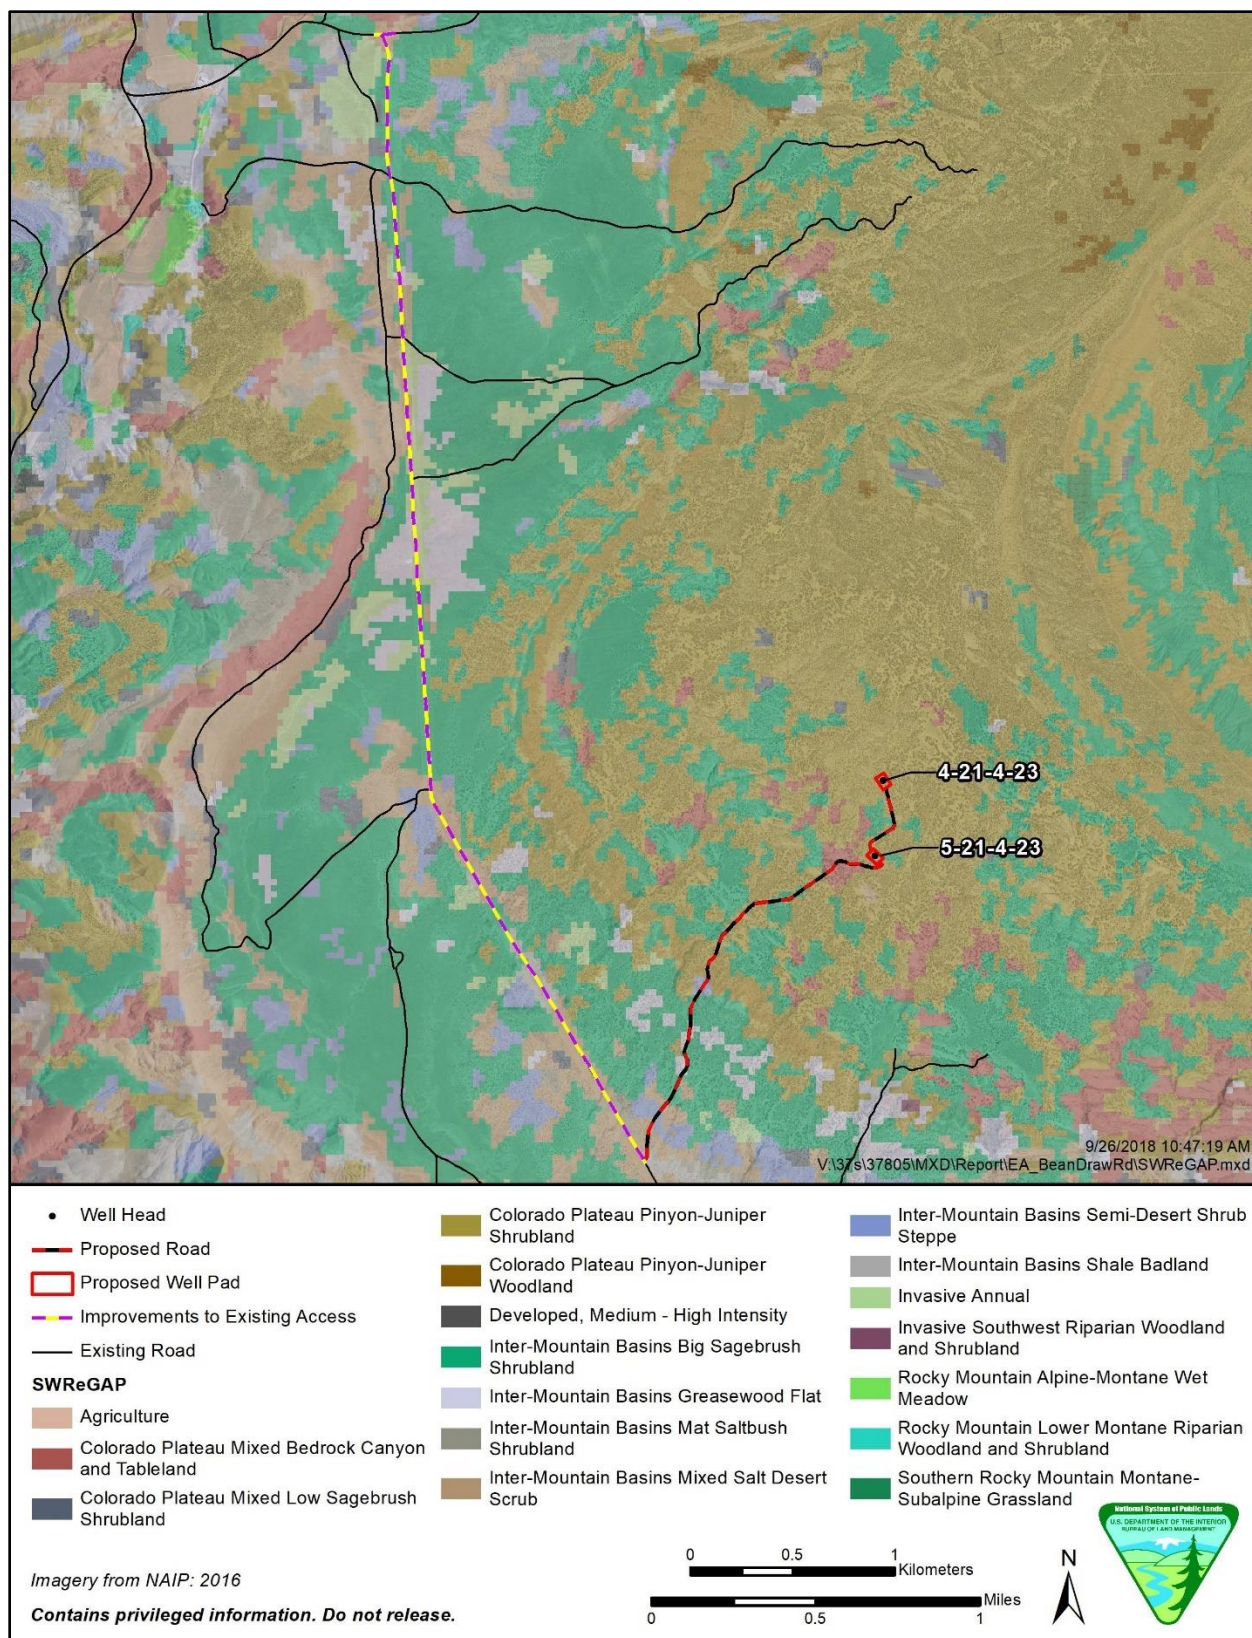 4-21-4-23
5-21-4-23
9/26/2018 10:47:19 AM
V:\37s\37805\MXD\Report\EA_BeanDrawRd\SWReGAP.mxd
Well Head
Proposed Road
Proposed Well Pad
Improvements to Existing Access
Existing Road
SWReGAP
Agriculture
Colorado Plateau Mixed Bedrock Canyon
and Tableland
Colorado Plateau Mixed Low Sagebrush
Shrubland
Colorado Plateau Pinyon-Juniper
Shrubland
Colorado Plateau Pinyon-Juniper
Woodland
Developed, Medium - High Intensity
Inter-Mountain Basins Big Sagebrush
Shrubland
Inter-Mountain Basins Greasewood Flat
Inter-Mountain Basins Mat Saltbush
Shrubland
Inter-Mountain Basins Mixed Salt Desert
Scrub
Inter-Mountain Basins Semi-Desert Shrub
Steppe
Inter-Mountain Basins Shale Badland
Invasive Annual
Invasive Southwest Riparian Woodland
and Shrubland
Rocky Mountain Alpine-Montane Wet
Meadow
Rocky Mountain Lower Montane Riparian
Woodland and Shrubland
Southern Rocky Mountain Montane-
Subalpine Grassland
Imagery from NAIP: 2016
Contains privileged information. Do not release.
0 0.5 1
Kilometers
Miles
0 0.5 1
N
National System of Public Lands
U.S. DEPARTMENT OF THE INTERIOR
BUREAU OF LAND MANAGEMENT